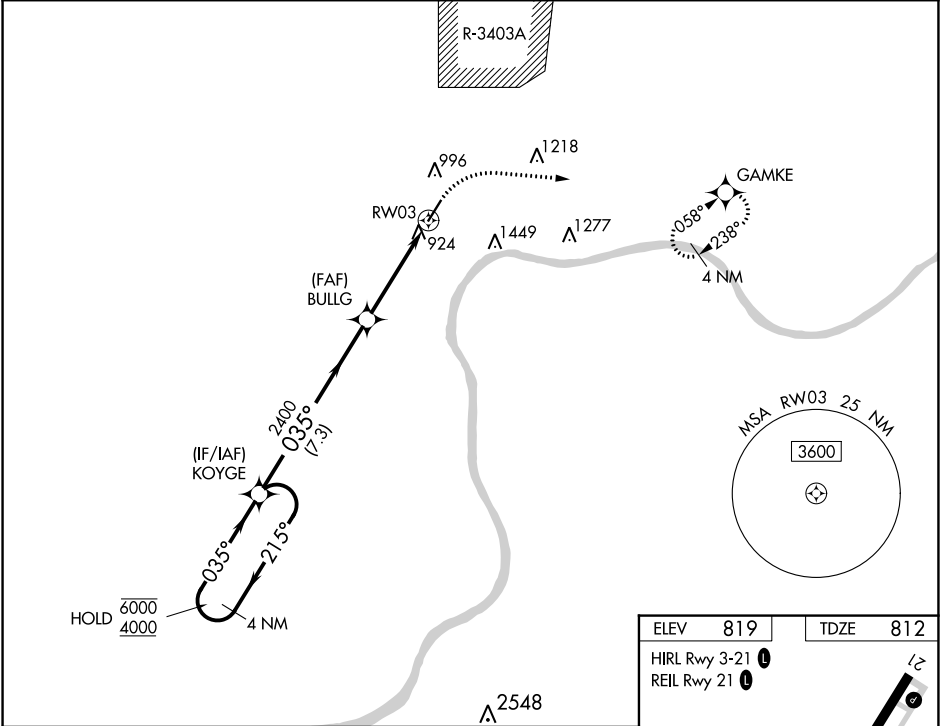 R-3403A
996
1218
GAMKE
RW03
924
1449
1277
058°
238°
4 NM
(FAF)
BULLG
2400
035°
(7.3)
(IF/IAF)
KOYGE
035°
215°
HOLD
6000
4000
4 NM
MSA RW03 25 NM
3600
2548
ELEV 819
TDZE 812
HIRL Rwy 3-21 L
REIL Rwy 21 L
21
P